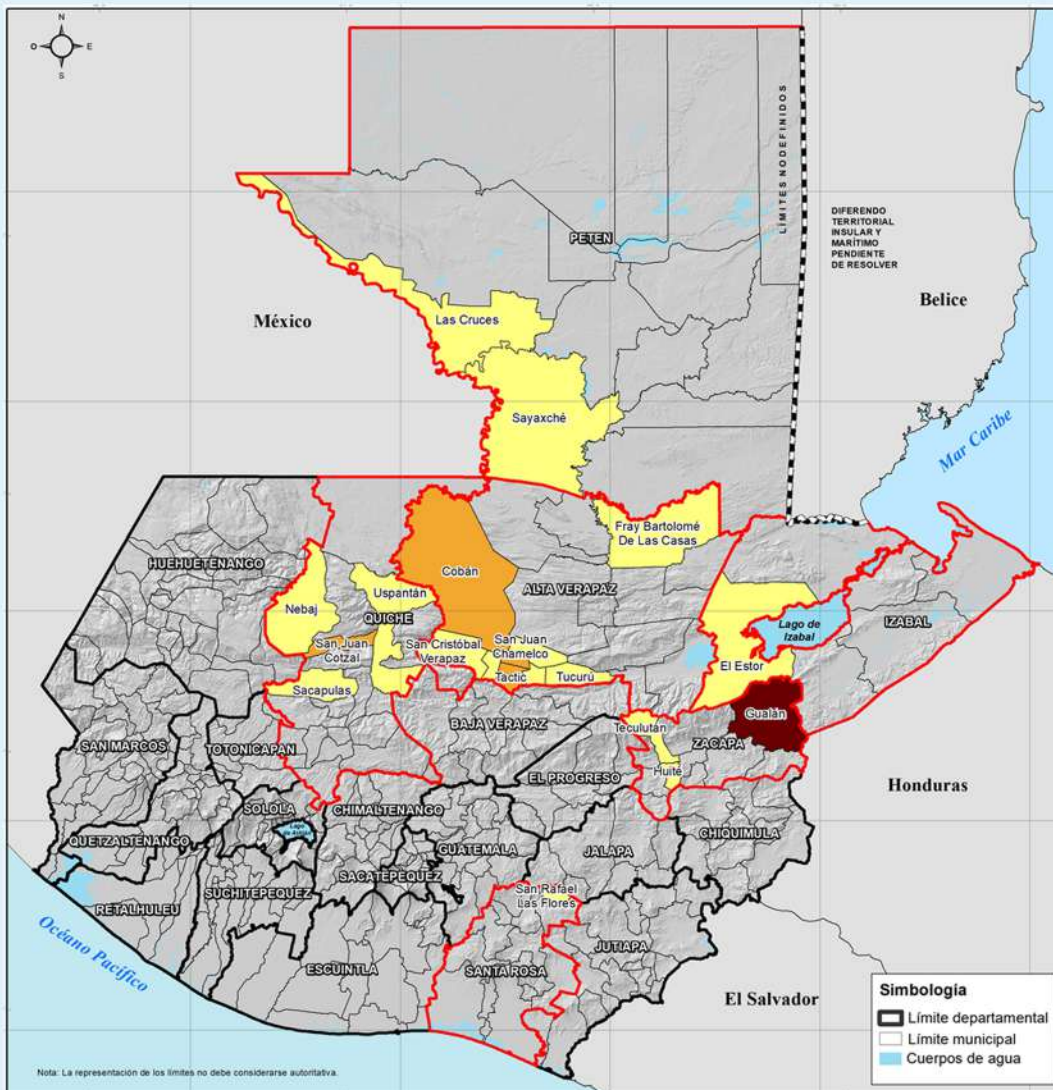 N
O
E
S
LÍMITES NO DEFINIDOS
DIFERENDO
TERRITORIAL
INSULAR Y
MARÍTIMO
PENDIENTE
DE RESOLVER
PETEN
Belice
México
Las Cruces
Sayaxché
Mar Caribe
Fray Bartolomé
De Las Casas
HUEHUETENANGO
Cobán
ALTA VERAPAZ
Nebaj
Uspantán
QUICHE
Lago de
Izabal
IZABAL
San Juan
Cotzal
San Cristóbal
Verapaz
San Juan
Chamelco
Tactic
Tucurú
El Estor
Sacapulas
Gualán
BAJA VERAPAZ
Teculután
ZACAPA
SAN MARCOS
TOTONICAPAN
EL PROGRESO
Huité
Honduras
SOLOLA
CHIMALTENANGO
Lago
de Atitlán
QUETZALTENANGO
GUATEMALA
JALAPA
CHIQUIMULA
SUCHITEPEQUEZ
SACATEPEQUEZ
San Rafael
Las Flores
RETALHULEU
JUTIAPA
Océano Pacífico
ESCUINTLA
SANTA ROSA
El Salvador
Simbología
Límite departamental
Límite municipal
Cuerpos de agua
Nota: La representación de los límites no debe considerarse autoritativa.